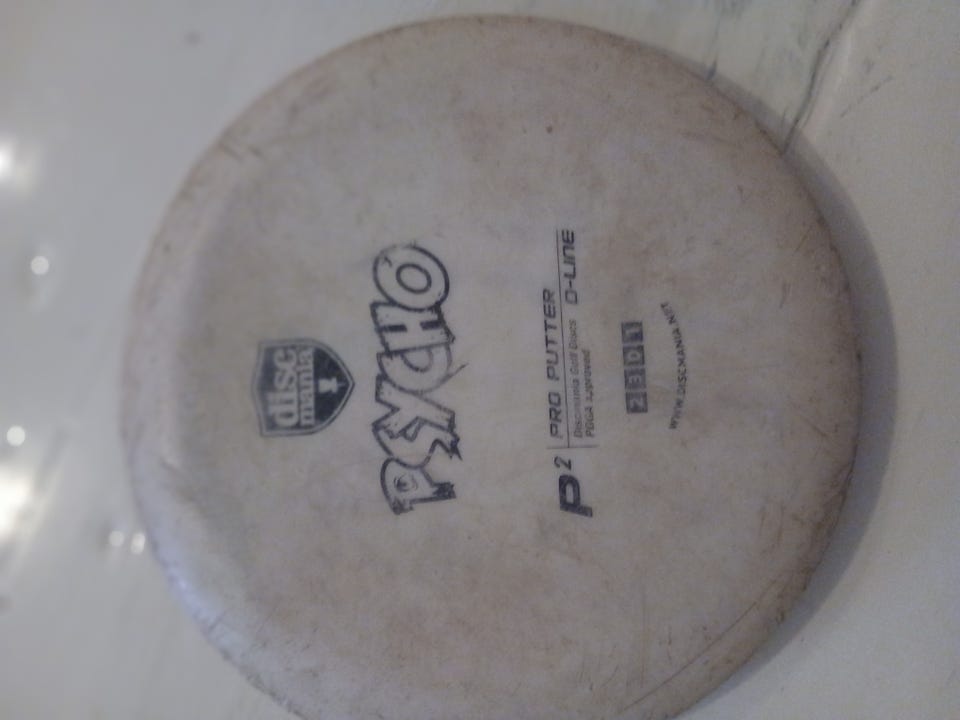 disc
mania
PSYCHO
P2 PRO PUTTER
Discmania Golf Discs D-LINE
PDGA approved
2 3 0 1
WWW.DISCMANIA.NET